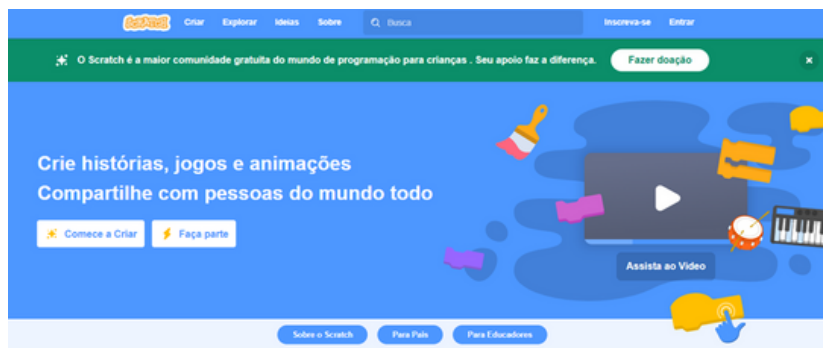 SCRATCH Criar Explorar Ideias Sobre Busca Inscreva-se Entrar
O Scratch é a maior comunidade gratuita do mundo de programação para crianças . Seu apoio faz a diferença. Fazer doação
Crie histórias, jogos e animações
Compartilhe com pessoas do mundo todo
Comece a Criar Faça parte
Assista ao Video
Sobre o Scratch Para Pais Para Educadores